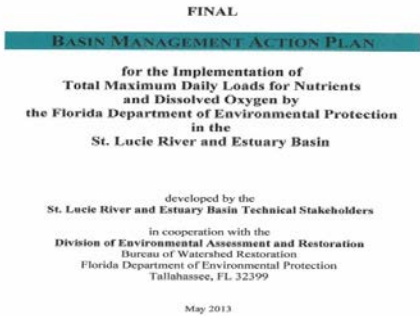 FINAL
BASIN MANAGEMENT ACTION PLAN
for the Implementation of
Total Maximum Daily Loads for Nutrients
and Dissolved Oxygen by
the Florida Department of Environmental Protection
in the
St. Lucie River and Estuary Basin
developed by the
St. Lucie River and Estuary Basin Technical Stakeholders
in cooperation with the
Division of Environmental Assessment and Restoration
Bureau of Watershed Restoration
Florida Department of Environmental Protection
Tallahassee, FL 32399
May 2013